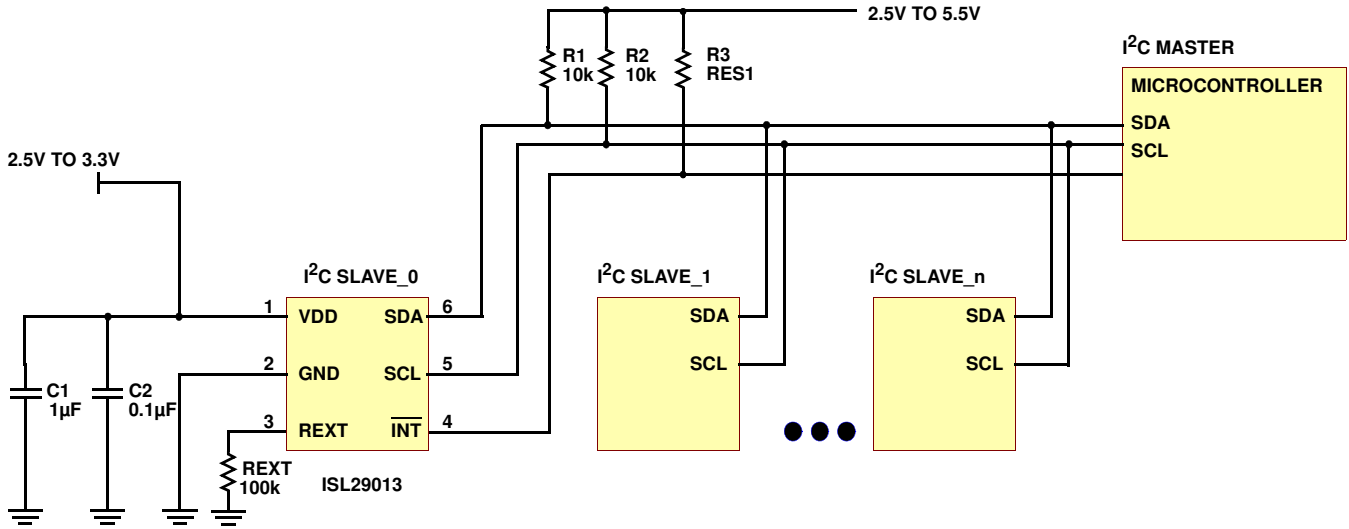 2.5V TO 5.5V
R1
10k
R2
10k
R3
RES1
I²C MASTER
MICROCONTROLLER
SDA
SCL
2.5V TO 3.3V
I²C SLAVE_0
1
VDD
SDA
6
2
GND
SCL
5
3
REXT
INT
4
C1
1µF
C2
0.1µF
REXT
100k
ISL29013
I²C SLAVE_1
SDA
SCL
I²C SLAVE_n
SDA
SCL